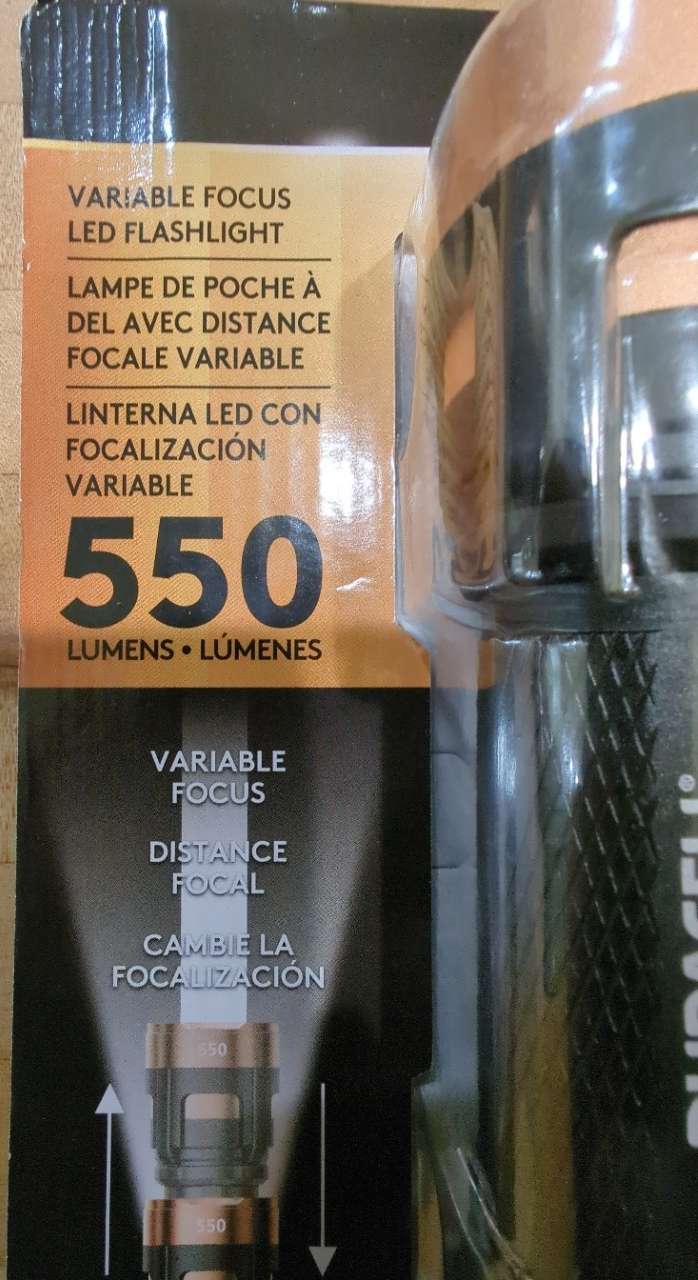 VARIABLE FOCUS
LED FLASHLIGHT
LAMPE DE POCHE À
DEL AVEC DISTANCE
FOCALE VARIABLE
LINTERNA LED CON
FOCALIZACIÓN
VARIABLE
550
LUMENS • LÚMENES
VARIABLE
FOCUS
DISTANCE
FOCAL
CAMBIE LA
FOCALIZACIÓN
550
550
DURACELL®